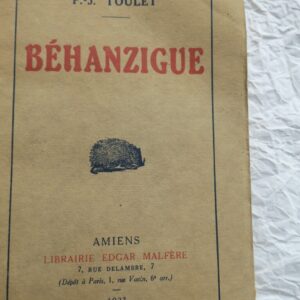 P.-J. TOULET
BÉHANZIGUE
AMIENS
LIBRAIRIE EDGAR MALFÈRE
7, RUE DELAMBRE, 7
(Dépôt à Paris, 1, rue Vavin, 6e arr.)